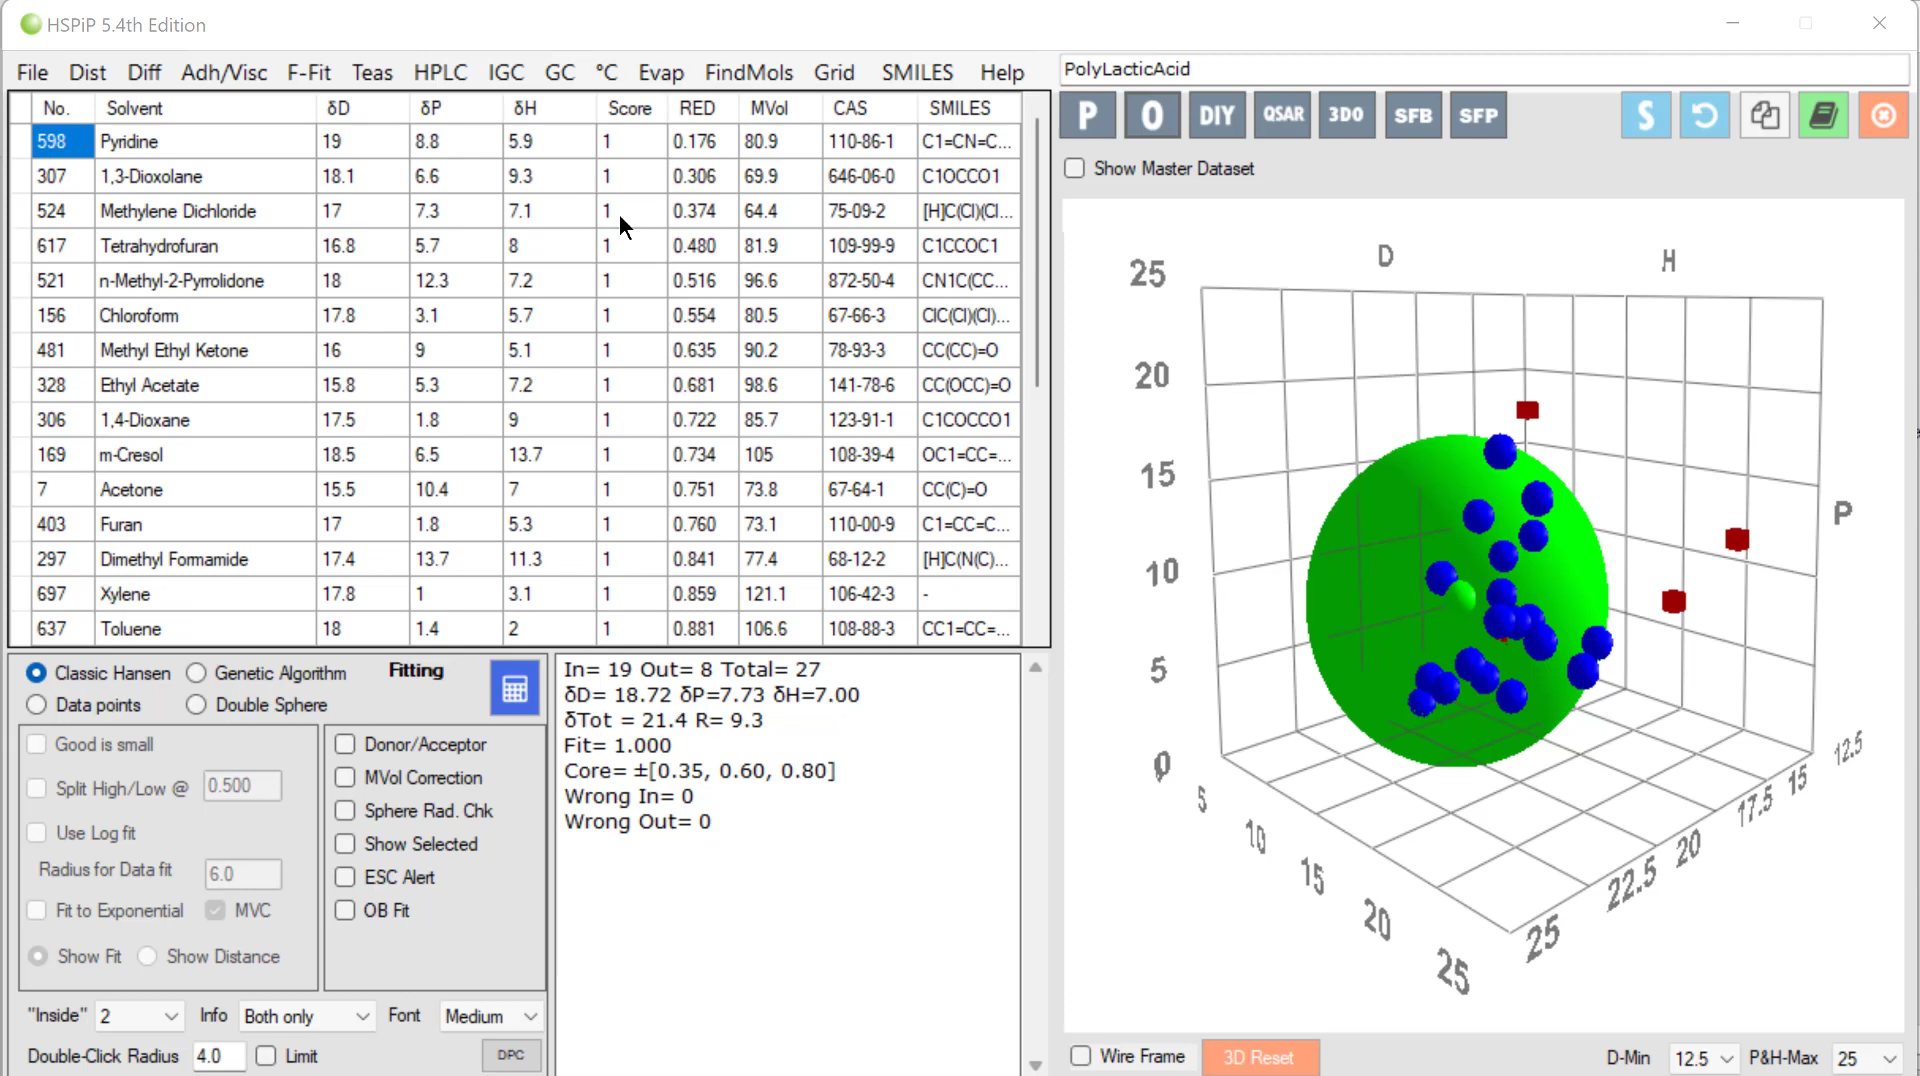 HSPiP 5.4th Edition
File Dist Diff Adh/Visc F-Fit Teas HPLC IGC GC °C Evap FindMols Grid SMILES Help
PolyLacticAcid
P O DIY QSAR 3DO SFB SFP S
Show Master Dataset
No. Solvent δD δP δH Score RED MVol CAS SMILES
598 Pyridine 19 8.8 5.9 1 0.176 80.9 110-86-1 C1=CN=C...
307 1,3-Dioxolane 18.1 6.6 9.3 1 0.306 69.9 646-06-0 C1OCCO1
524 Methylene Dichloride 17 7.3 7.1 1 0.374 64.4 75-09-2 [H]C(Cl)(Cl...
617 Tetrahydrofuran 16.8 5.7 8 1 0.480 81.9 109-99-9 C1CCOC1
521 n-Methyl-2-Pyrrolidone 18 12.3 7.2 1 0.516 96.6 872-50-4 CN1C(CC...
156 Chloroform 17.8 3.1 5.7 1 0.554 80.5 67-66-3 ClC(Cl)(Cl)...
481 Methyl Ethyl Ketone 16 9 5.1 1 0.635 90.2 78-93-3 CC(CC)=O
328 Ethyl Acetate 15.8 5.3 7.2 1 0.681 98.6 141-78-6 CC(OCC)=O
306 1,4-Dioxane 17.5 1.8 9 1 0.722 85.7 123-91-1 C1COCCO1
169 m-Cresol 18.5 6.5 13.7 1 0.734 105 108-39-4 OC1=CC=...
7 Acetone 15.5 10.4 7 1 0.751 73.8 67-64-1 CC(C)=O
403 Furan 17 1.8 5.3 1 0.760 73.1 110-00-9 C1=CC=C...
297 Dimethyl Formamide 17.4 13.7 11.3 1 0.841 77.4 68-12-2 [H]C(N(C)...
697 Xylene 17.8 1 3.1 1 0.859 121.1 106-42-3 -
637 Toluene 18 1.4 2 1 0.881 106.6 108-88-3 CC1=CC=...
Classic Hansen Genetic Algorithm Fitting
Data points Double Sphere
Good is small
Split High/Low @ 0.500
Use Log fit
Radius for Data fit 6.0
Fit to Exponential MVC
Show Fit Show Distance
Donor/Acceptor
MVol Correction
Sphere Rad. Chk
Show Selected
ESC Alert
OB Fit
"Inside" 2 Info Both only Font Medium
Double-Click Radius 4.0 Limit DPC
In= 19 Out= 8 Total= 27
δD= 18.72 δP=7.73 δH=7.00
δTot = 21.4 R= 9.3
Fit= 1.000
Core= ±[0.35, 0.60, 0.80]
Wrong In= 0
Wrong Out= 0
D H
P
25
20
15
10
5
0
0
5
10
15
20
25
25
22.5
20
17.5
15
12.5
Wire Frame 3D Reset D-Min 12.5 P&H-Max 25